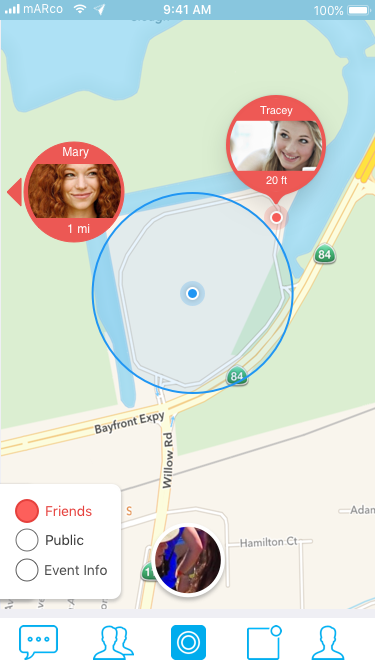 mARco 9:41 AM 100%
Tracey
20 ft
Mary
1 mi
84
84
Bayfront Expy
Willow Rd
Adam
Friends
Public
Event Info
S
Hamilton Ct
1